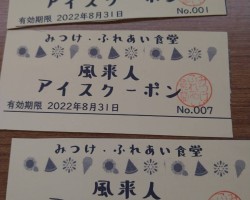 アイスクーポン
有効期限 2022年8月31日
No.001
みつけ・ふれあい食堂
風来人
アイスクーポン
有効期限 2022年8月31日
No.007
みつけ・ふれあい食堂
風来人